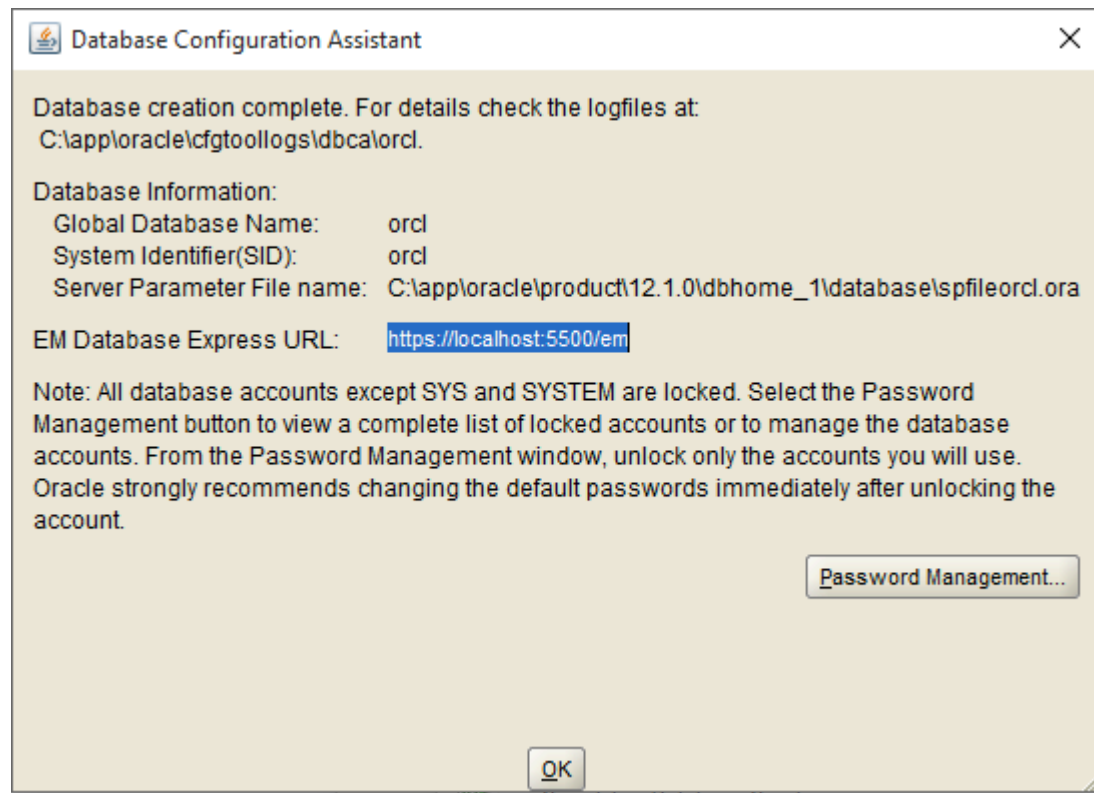 Database Configuration Assistant
Database creation complete. For details check the logfiles at:
C:\app\oracle\cfgtoollogs\dbca\orcl.
Database Information:
Global Database Name: orcl
System Identifier(SID): orcl
Server Parameter File name: C:\app\oracle\product\12.1.0\dbhome_1\database\spfileorcl.ora
EM Database Express URL: https://localhost:5500/em
Note: All database accounts except SYS and SYSTEM are locked. Select the Password
Management button to view a complete list of locked accounts or to manage the database
accounts. From the Password Management window, unlock only the accounts you will use.
Oracle strongly recommends changing the default passwords immediately after unlocking the
account.
Password Management...
OK